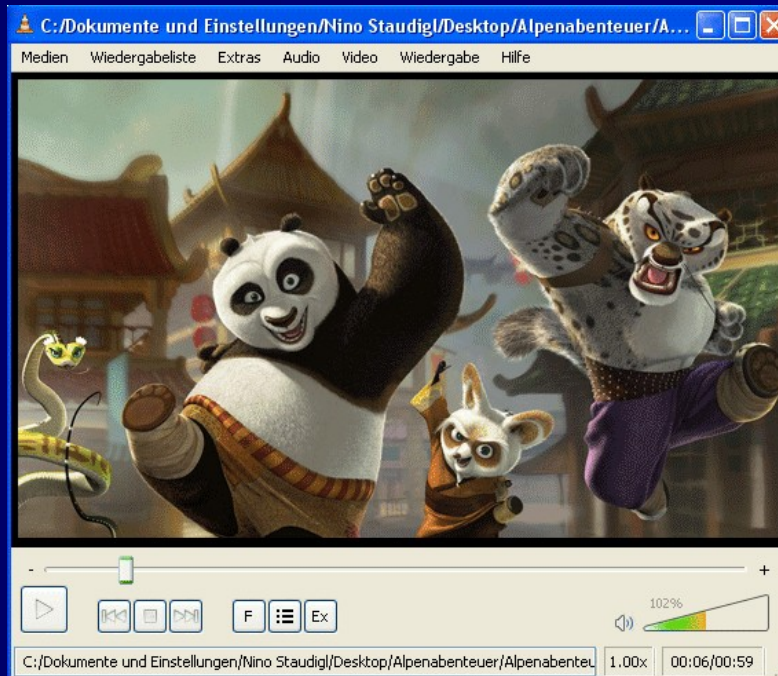 C:/Dokumente und Einstellungen/Nino Staudigl/Desktop/Alpenabenteuer/A...
Medien Wiedergabeliste Extras Audio Video Wiedergabe Hilfe
- +
F Ex
102%
C:/Dokumente und Einstellungen/Nino Staudigl/Desktop/Alpenabenteuer/Alpenabenteu 1.00x 00:06/00:59